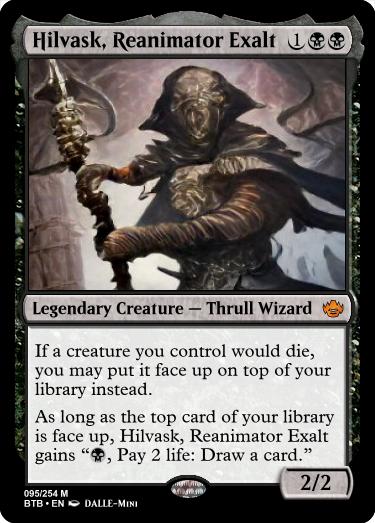 Hilvask, Reanimator Exalt 1
Legendary Creature — Thrull Wizard
If a creature you control would die,
you may put it face up on top of your
library instead.
As long as the top card of your library
is face up, Hilvask, Reanimator Exalt
gains “, Pay 2 life: Draw a card.”
2/2
095/254 M
BTB • EN DALLE-Mini